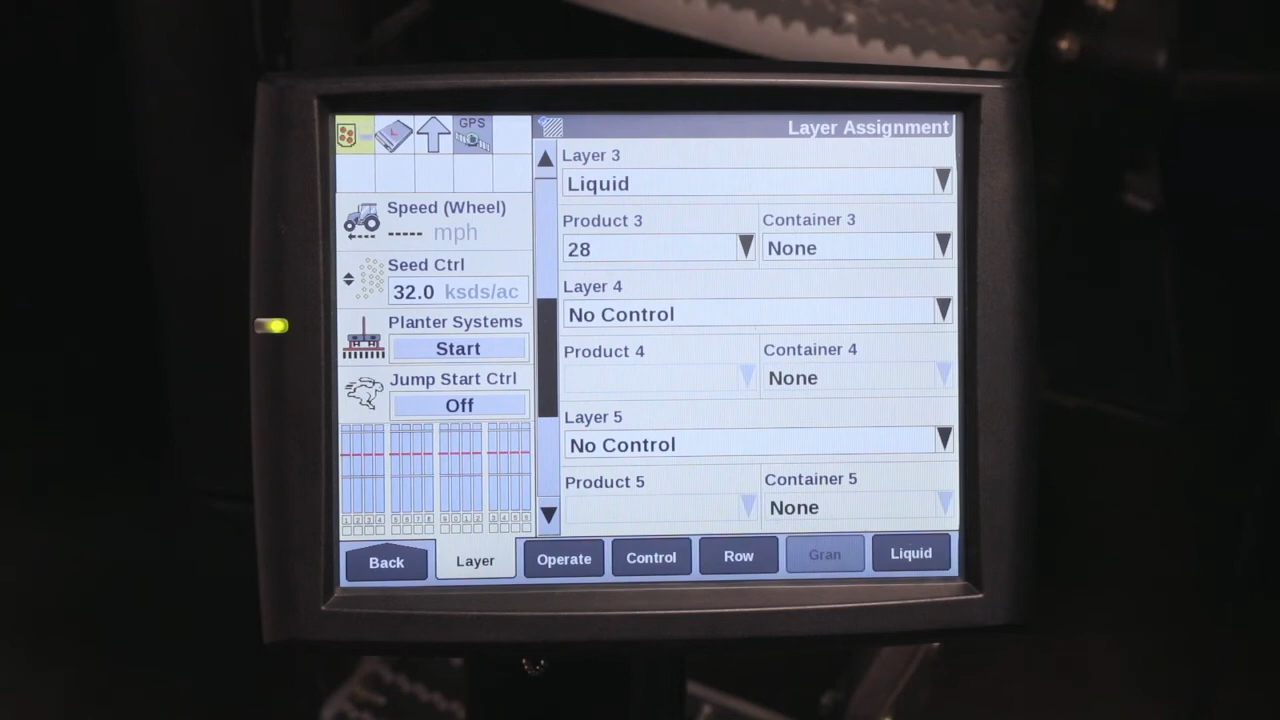 GPS
Layer Assignment
Speed (Wheel)
----- mph
Seed Ctrl
32.0 ksds/ac
Planter Systems
Start
Jump Start Ctrl
Off
Layer 3
Liquid
Product 3
Container 3
28
None
Layer 4
No Control
Product 4
Container 4
None
Layer 5
No Control
Product 5
Container 5
None
Back
Layer
Operate
Control
Row
Gran
Liquid